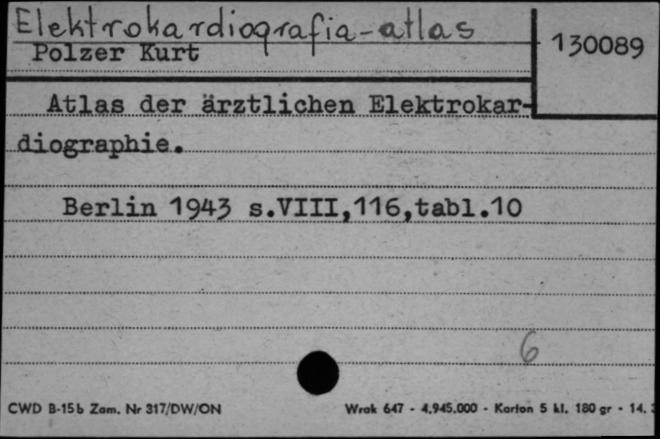 Elektrokardiografia-atlas
130089
Polzer Kurt
Atlas der ärztlichen Elektrokar-
diographie.
Berlin 1943 s.VIII,116,tabl.10
6
CWD B-15b Zam. Nr 317/DW/ON
Wrok 647 - 4.945.000 - Karton 5 kl. 180 gr - 14.